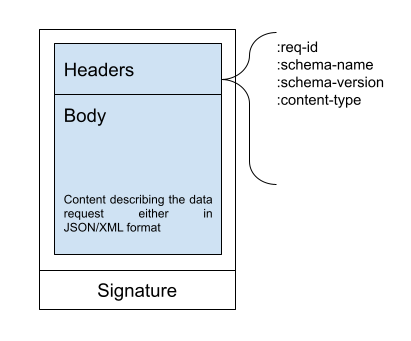 Headers
:req-id
:schema-name
:schema-version
:content-type
Body
Content describing the data
request either in
JSON/XML format
Signature